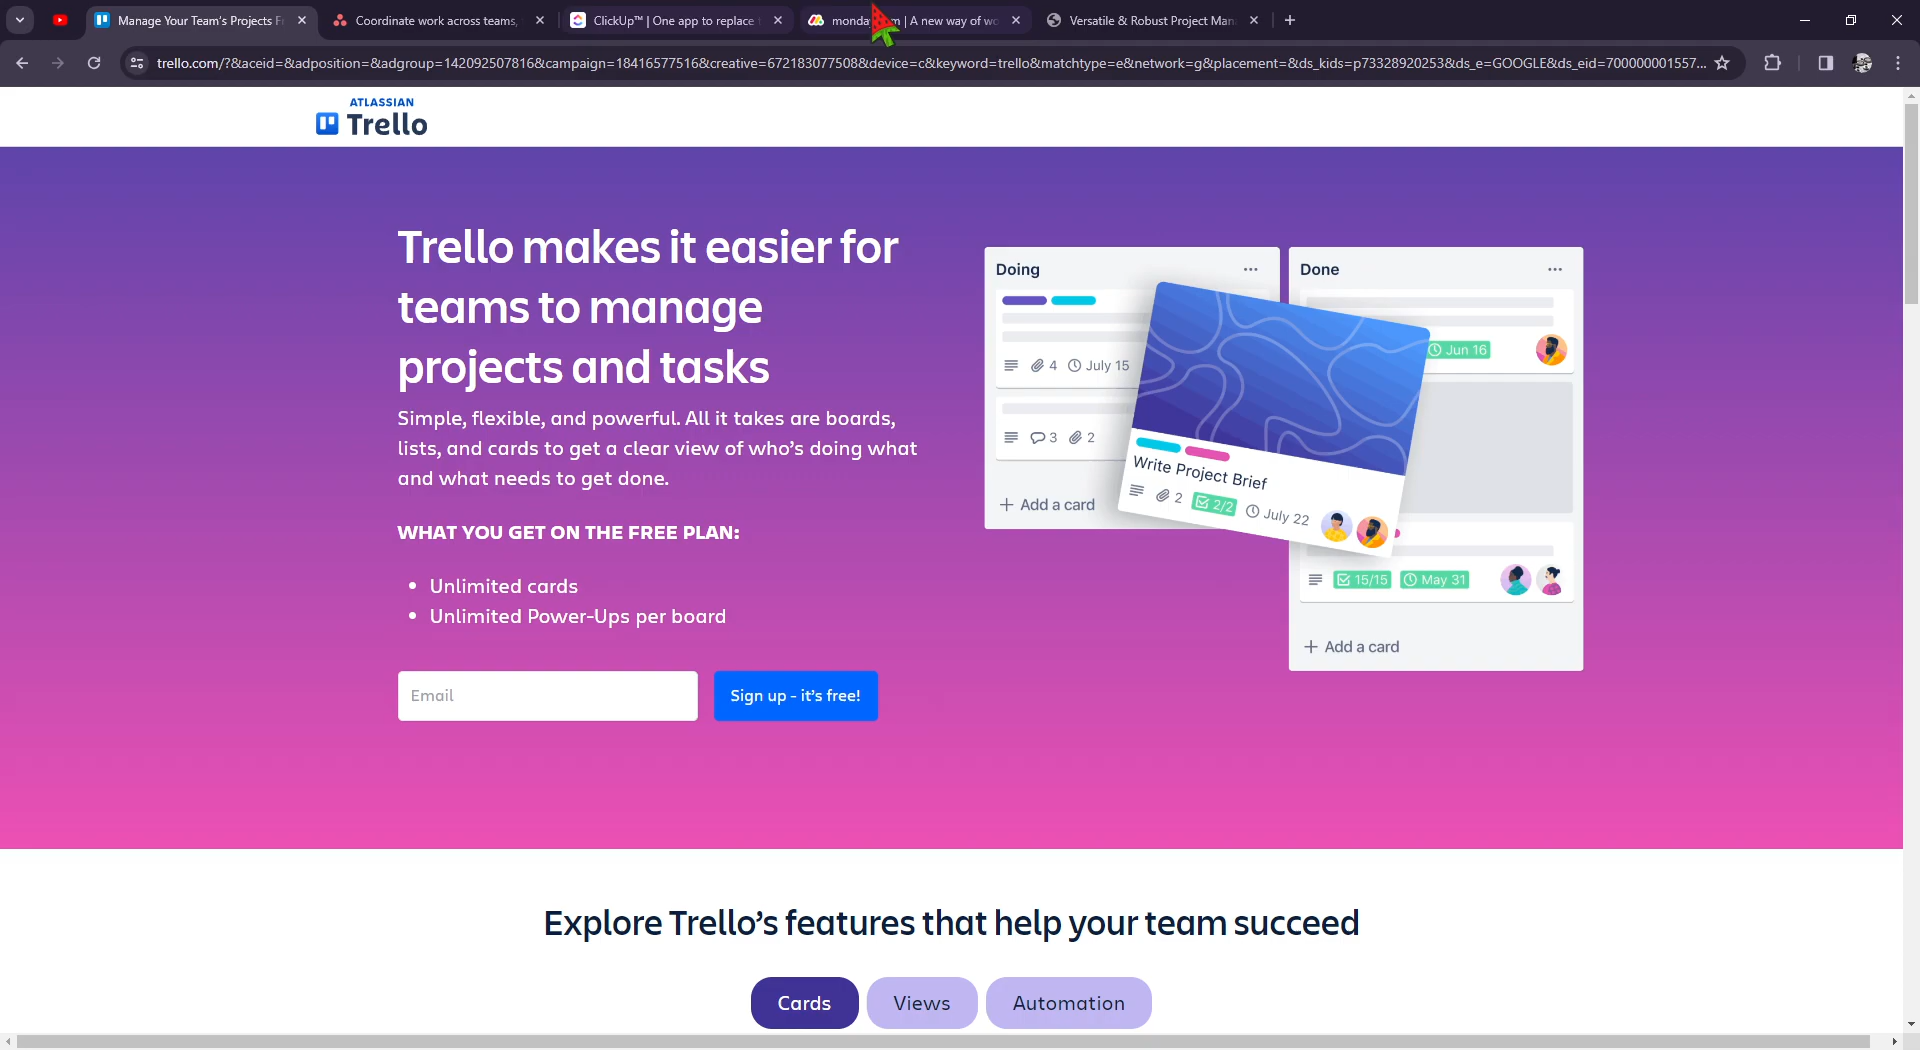 Manage Your Team's Projects Fr
Coordinate work across teams,
ClickUp™ | One app to replace
monday | A new way of wo
Versatile & Robust Project Man
trello.com/?&aceid=&adposition=&adgroup=142092507816&campaign=18416577516&creative=672183077508&device=c&keyword=trello&matchtype=e&network=g&placement=&ds_kids=p73328920253&ds_e=GOOGLE&ds_eid=700000001557...
ATLASSIAN
Trello
Trello makes it easier for
teams to manage
projects and tasks
Simple, flexible, and powerful. All it takes are boards,
lists, and cards to get a clear view of who's doing what
and what needs to get done.
WHAT YOU GET ON THE FREE PLAN:
• Unlimited cards
• Unlimited Power-Ups per board
Email
Sign up - it's free!
Doing
4 July 15
3 2
+ Add a card
Write Project Brief
2 2/2 July 22
Done
Jun 16
15/15 May 31
+ Add a card
Explore Trello's features that help your team succeed
Cards
Views
Automation